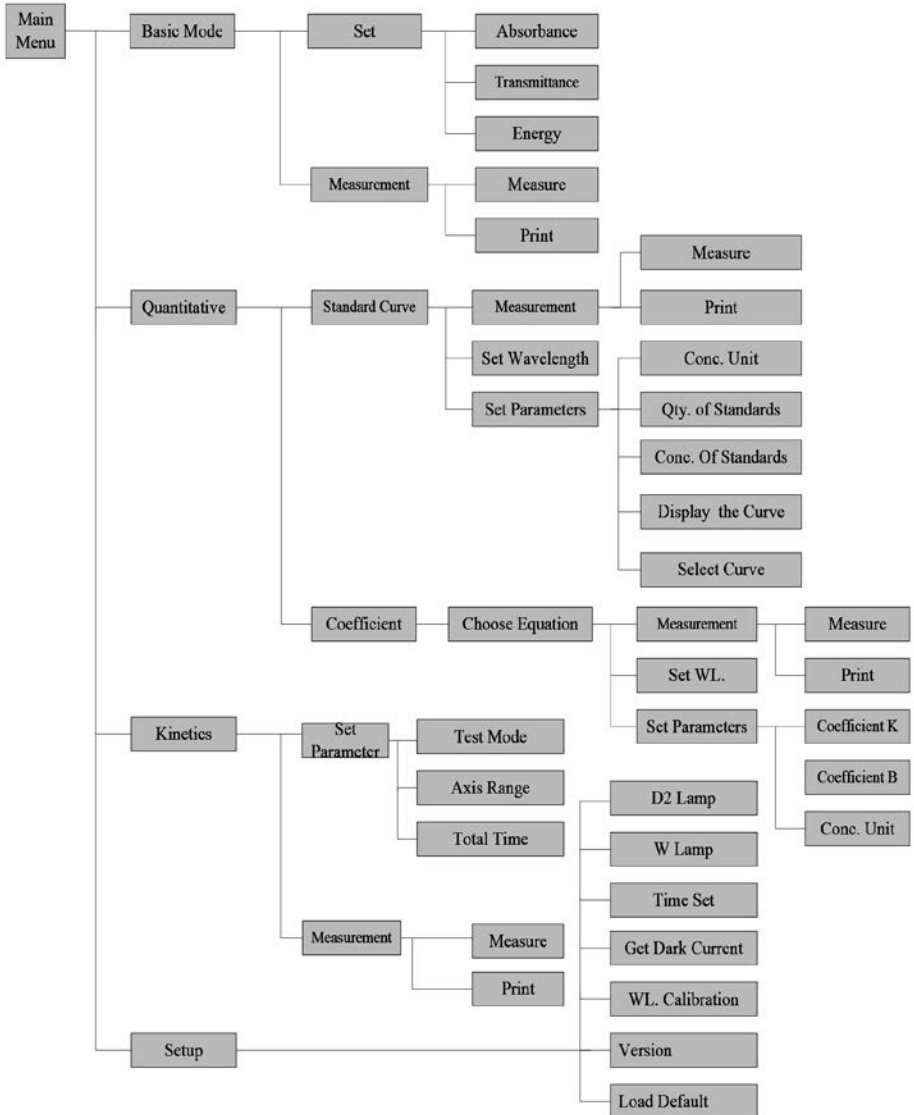 Main
Menu
Basic Mode
Set
Absorbance
Transmittance
Energy
Measurement
Measure
Print
Quantitative
Standard Curve
Measurement
Measure
Print
Set Wavelength
Set Parameters
Conc. Unit
Qty. of Standards
Conc. Of Standards
Display the Curve
Select Curve
Coefficient
Choose Equation
Measurement
Measure
Print
Set WL.
Set Parameters
Coefficient K
Coefficient B
Conc. Unit
Kinetics
Set
Parameter
Test Mode
Axis Range
Total Time
Measurement
Measure
Print
Setup
D2 Lamp
W Lamp
Time Set
Get Dark Current
WL. Calibration
Version
Load Default